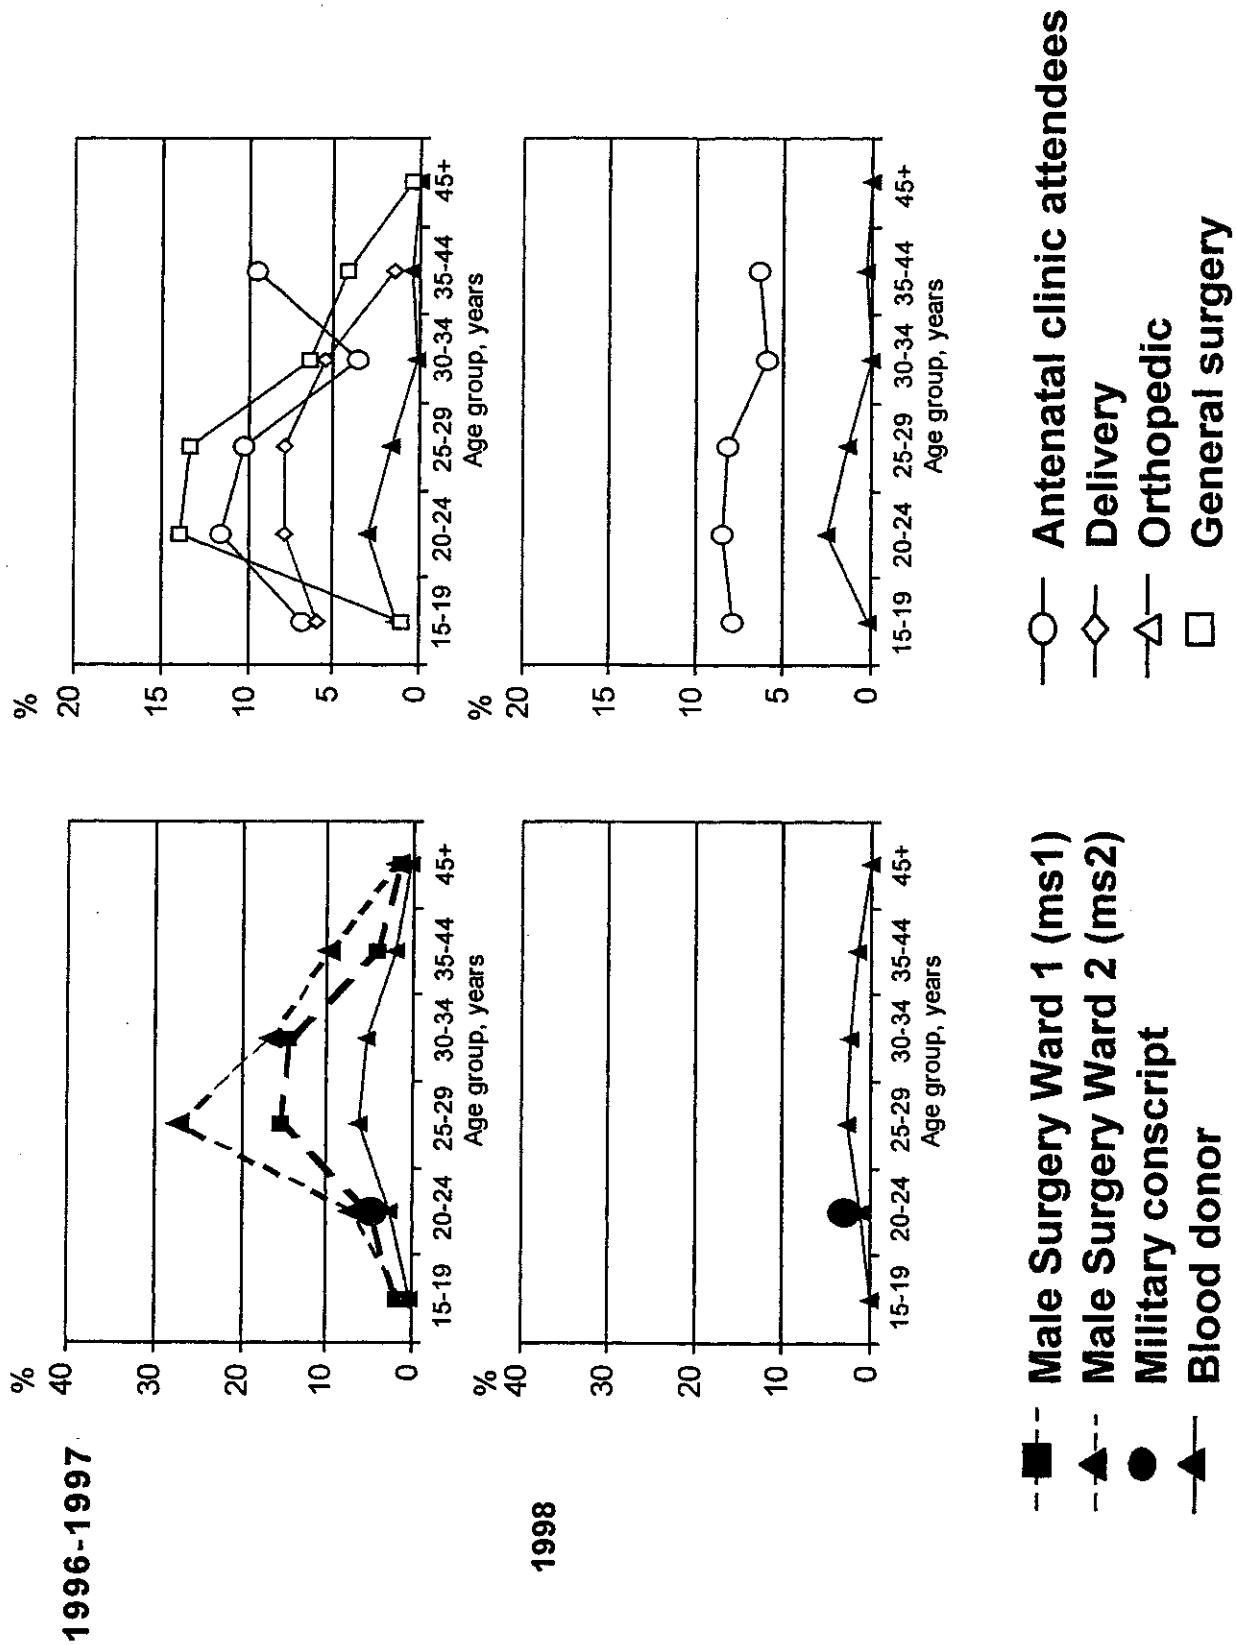 1996-1997
%
40
30
20
10
0
15-19 20-24 25-29 30-34 35-44 45+
Age group, years
%
20
15
10
5
0
15-19 20-24 25-29 30-34 35-44 45+
Age group, years
1998
%
40
30
20
10
0
15-19 20-24 25-29 30-34 35-44 45+
Age group, years
%
20
10
5
0
15-19 20-24 25-29 30-34 35-44 45+
Age group, years
Male Surgery Ward 1 (ms1)
Male Surgery Ward 2 (ms2)
Military conscript
Blood donor
Antenatal clinic attendees
Delivery
Orthopedic
General surgery